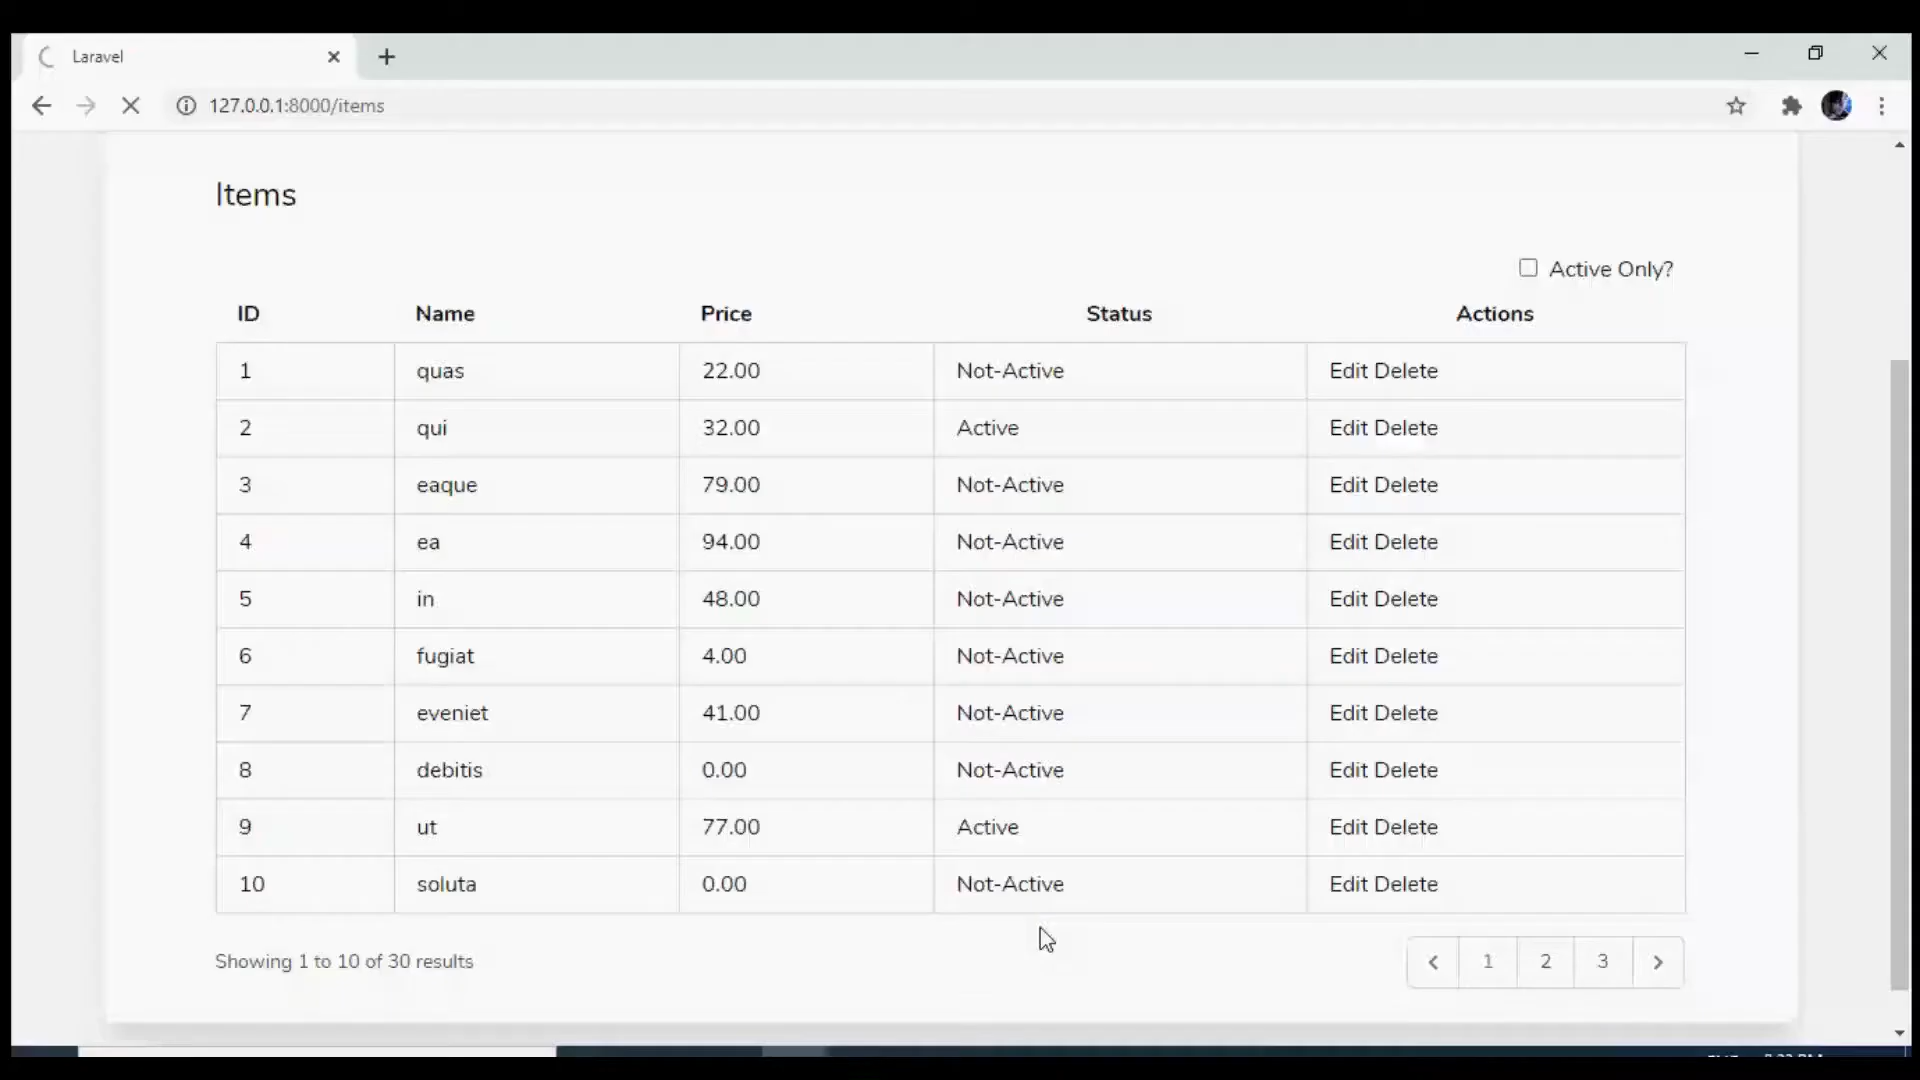 Laravel
127.0.0.1:8000/items
Items
Active Only?
ID Name Price Status Actions
1 quas 22.00 Not-Active Edit Delete
2 qui 32.00 Active Edit Delete
3 eaque 79.00 Not-Active Edit Delete
4 ea 94.00 Not-Active Edit Delete
5 in 48.00 Not-Active Edit Delete
6 fugiat 4.00 Not-Active Edit Delete
7 eveniet 41.00 Not-Active Edit Delete
8 debitis 0.00 Not-Active Edit Delete
9 ut 77.00 Active Edit Delete
10 soluta 0.00 Not-Active Edit Delete
Showing 1 to 10 of 30 results
1 2 3